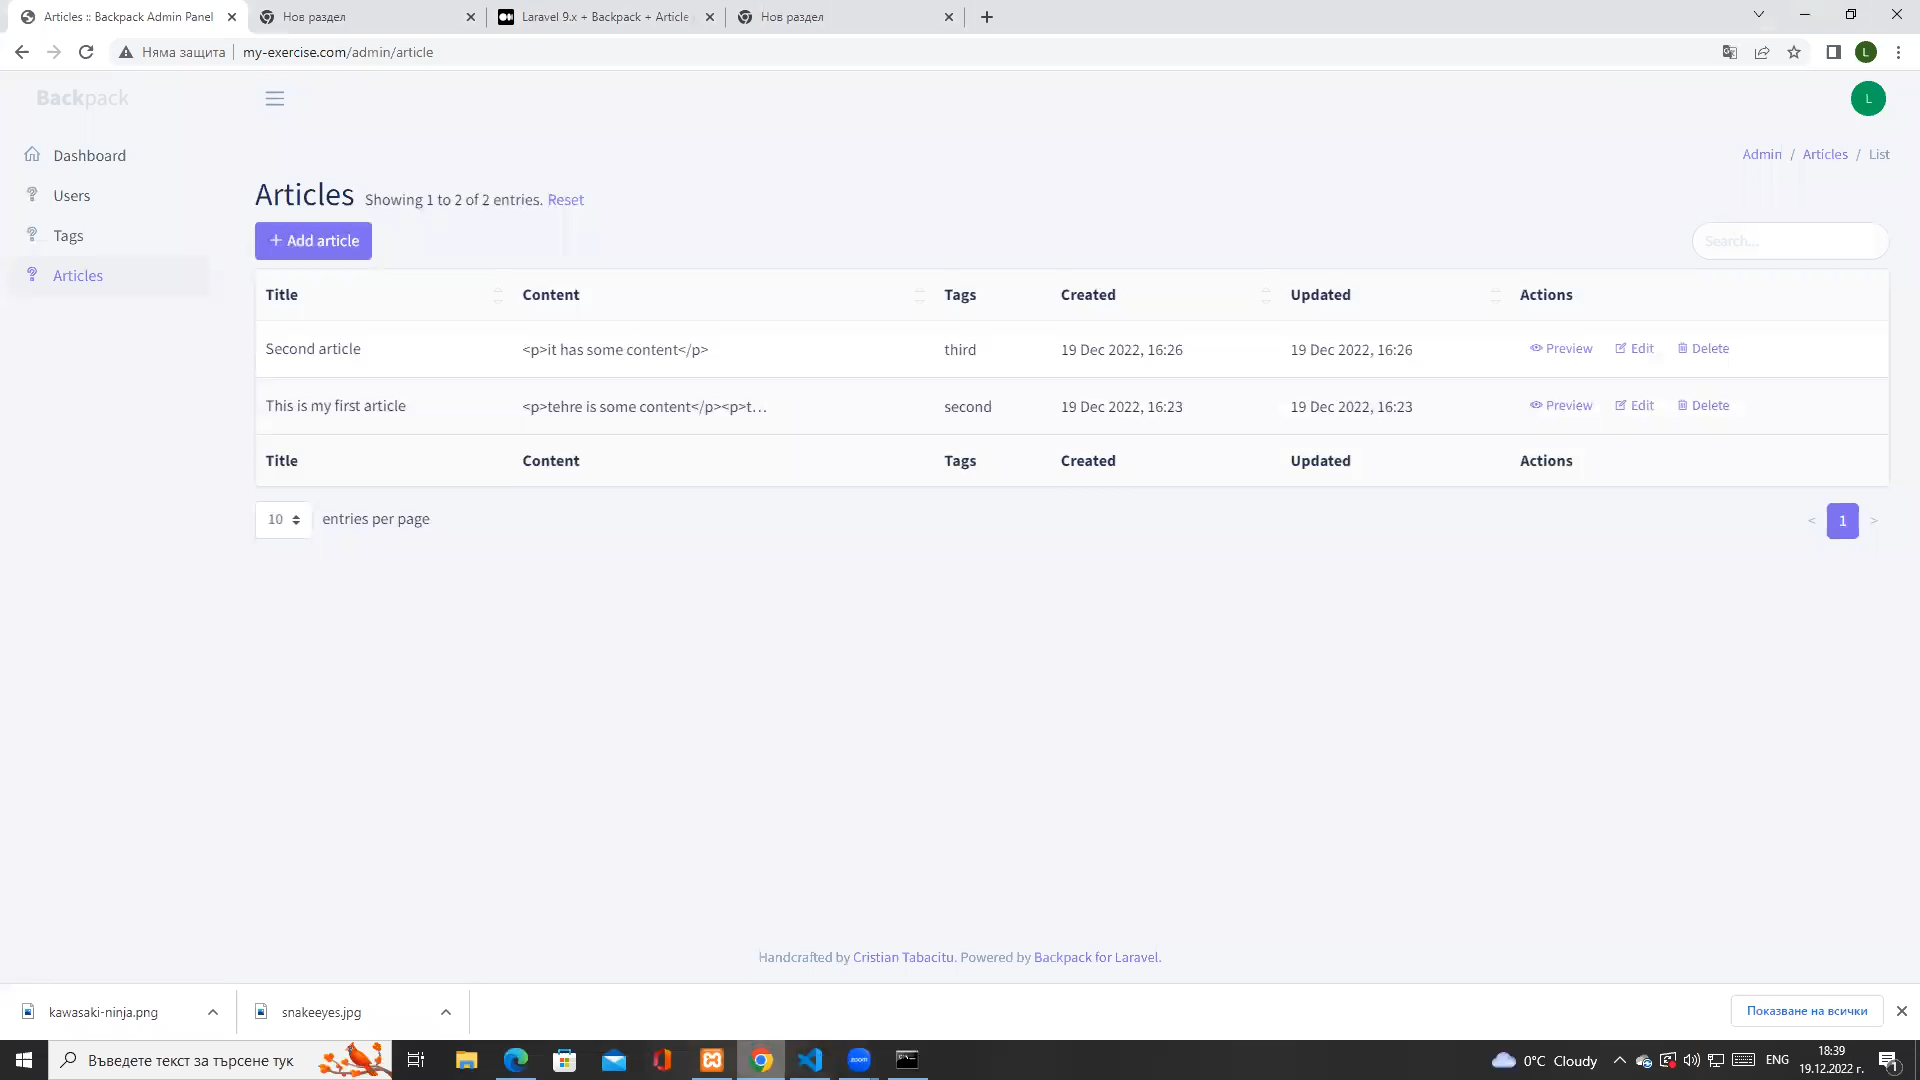 Articles :: Backpack Admin Panel
Нов раздел
Laravel 9.x + Backpack + Article
Нов раздел
Няма защита
my-exercise.com/admin/article
L
Backpack
L
Dashboard
Users
Tags
Articles
Admin / Articles / List
Articles Showing 1 to 2 of 2 entries. Reset
+ Add article
Search...
Title Content Tags Created Updated Actions
Second article <p>it has some content</p> third 19 Dec 2022, 16:26 19 Dec 2022, 16:26 Preview Edit Delete
This is my first article <p>tehre is some content</p><p>t... second 19 Dec 2022, 16:23 19 Dec 2022, 16:23 Preview Edit Delete
Title Content Tags Created Updated Actions
10 entries per page
< 1 >
Handcrafted by Cristian Tabacitu. Powered by Backpack for Laravel.
kawasaki-ninja.png
snakeeyes.jpg
Показване на всички
Въведете текст за търсене тук
zoom
0°C Cloudy
ENG
18:39
19.12.2022 г.
1